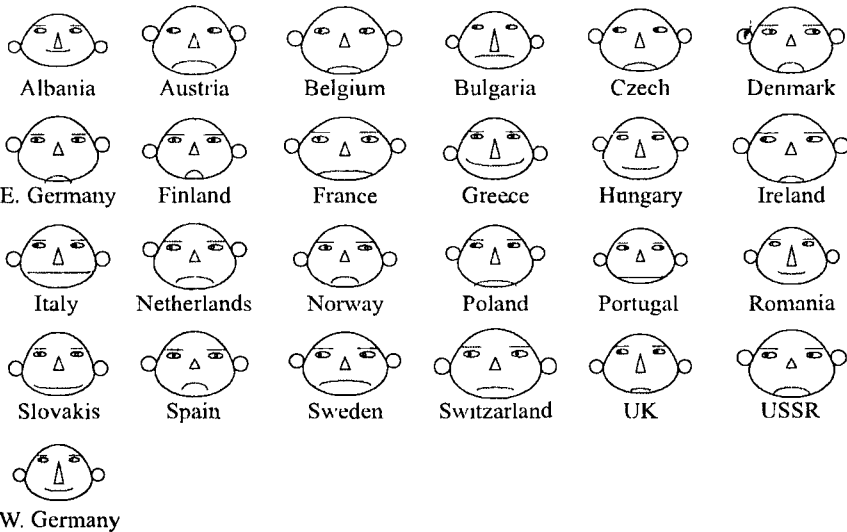 Albania Austria Belgium Bulgaria Czech Denmark
E. Germany Finland France Greece Hungary Ireland
Italy Netherlands Norway Poland Portugal Romania
Slovakis Spain Sweden Switzarland UK USSR
W. Germany